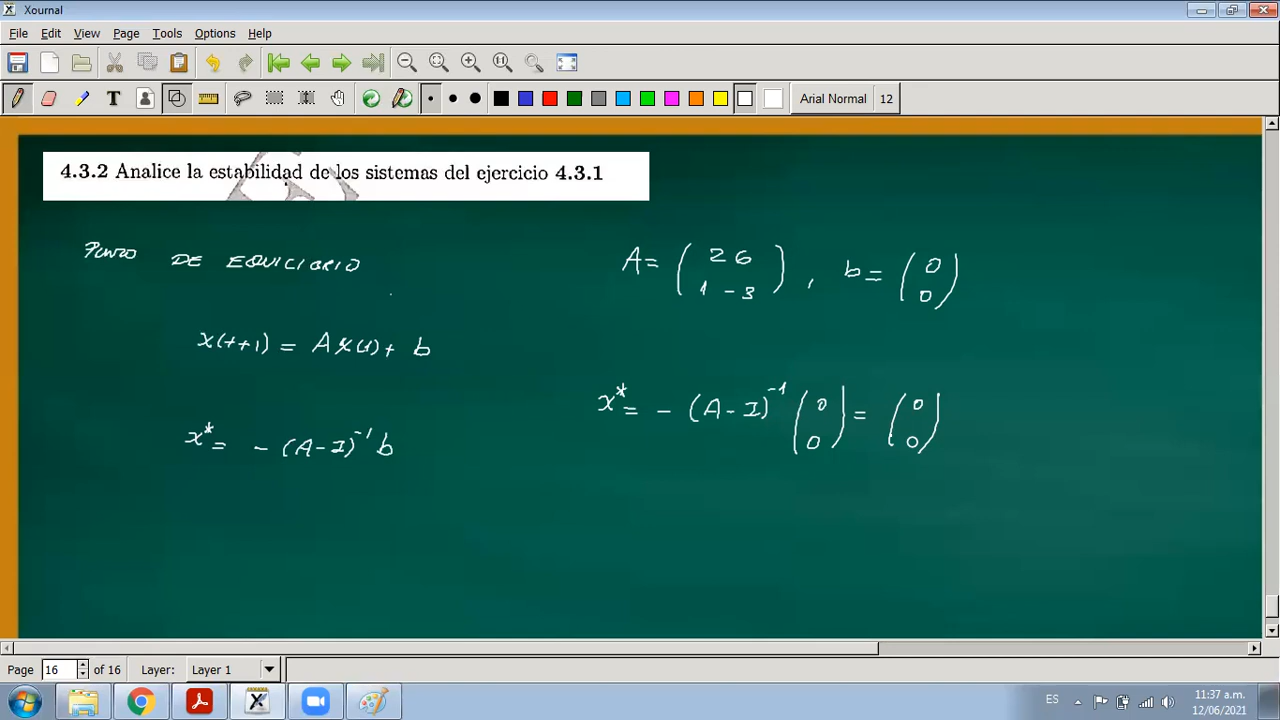 Xournal
File Edit View Page Tools Options Help
Arial Normal 12
4.3.2 Analice la estabilidad de los sistemas del ejercicio 4.3.1
PUNTO DE EQUILIBRIO
A = ( 2 6
1 -3 ) , b = ( 0
0 )
x(t+1) = Ax(t) + b
x* = - (A - I)⁻¹ ( 0
0 ) = ( 0
0 )
x* = - (A - I)⁻¹ b
Page 16 of 16 Layer: Layer 1
ES 11:37 a.m.
12/06/2021